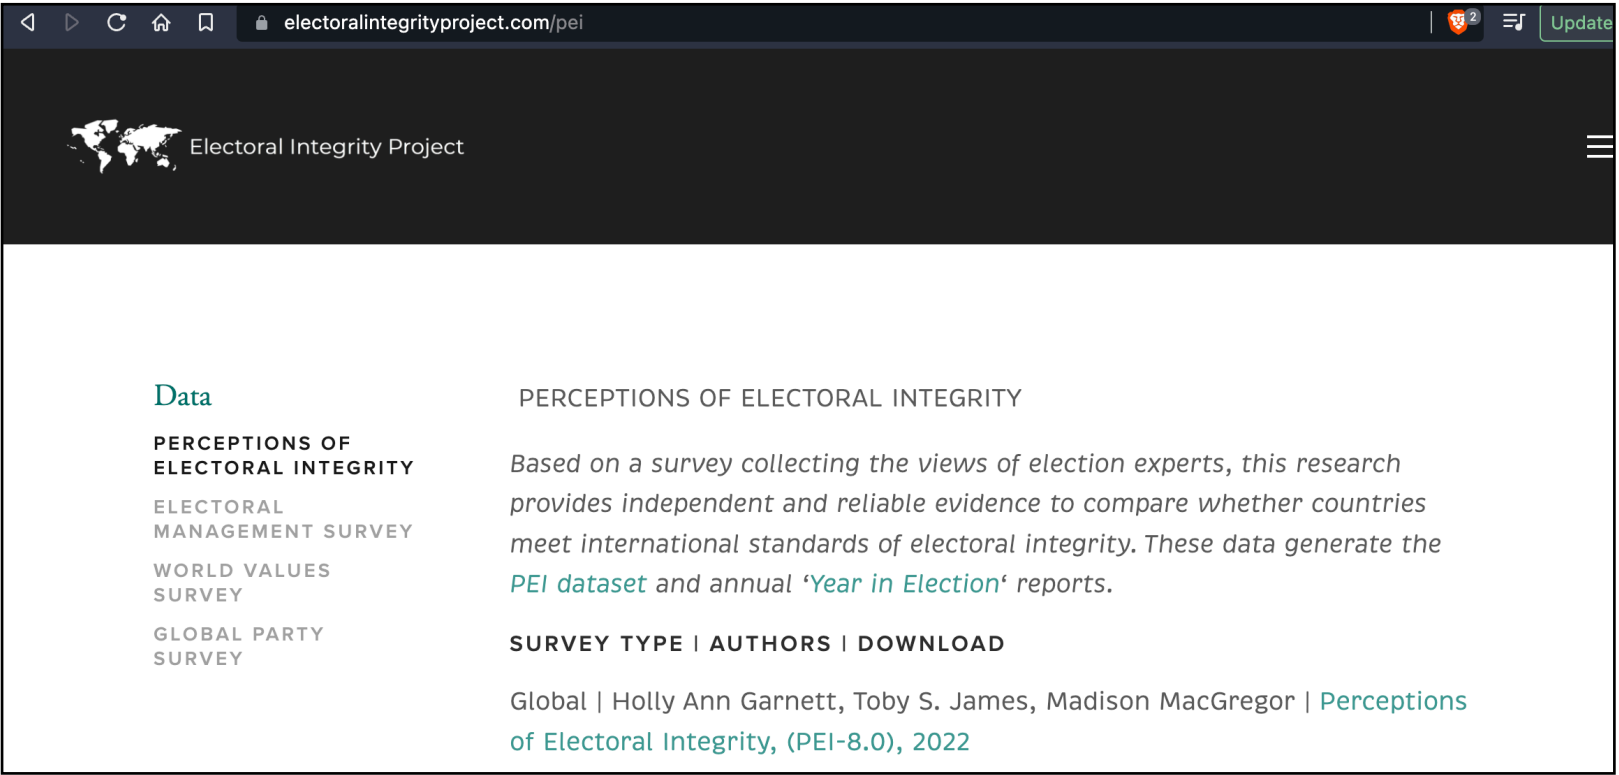 electoralintegrityproject.com/pei
2
Update
Electoral Integrity Project
Data
PERCEPTIONS OF
ELECTORAL INTEGRITY
ELECTORAL
MANAGEMENT SURVEY
WORLD VALUES
SURVEY
GLOBAL PARTY
SURVEY
PERCEPTIONS OF ELECTORAL INTEGRITY
Based on a survey collecting the views of election experts, this research
provides independent and reliable evidence to compare whether countries
meet international standards of electoral integrity. These data generate the
PEI dataset and annual ‘Year in Election‘ reports.
SURVEY TYPE | AUTHORS | DOWNLOAD
Global | Holly Ann Garnett, Toby S. James, Madison MacGregor | Perceptions
of Electoral Integrity, (PEI-8.0), 2022